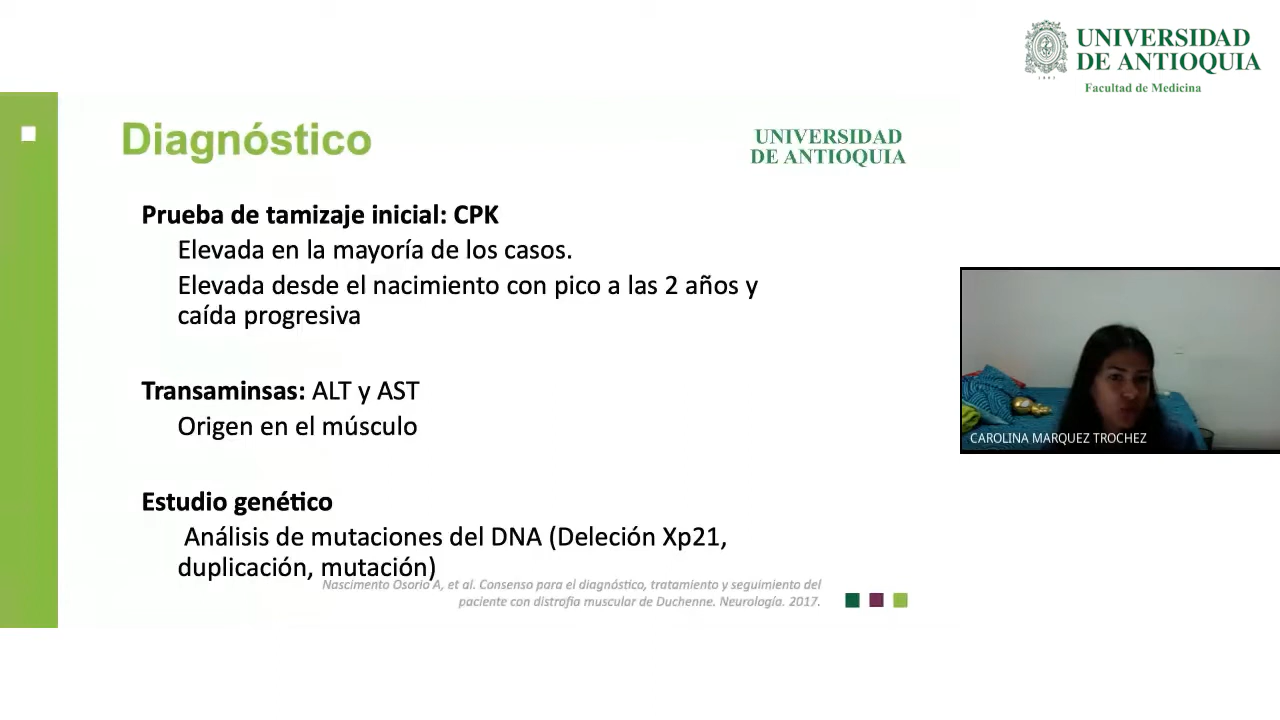 UNIVERSIDAD
DE ANTIOQUIA
Facultad de Medicina
Diagnóstico
UNIVERSIDAD
DE ANTIOQUIA
Prueba de tamizaje inicial: CPK
Elevada en la mayoría de los casos.
Elevada desde el nacimiento con pico a las 2 años y
caída progresiva
Transaminsas: ALT y AST
Origen en el músculo
Estudio genético
Análisis de mutaciones del DNA (Deleción Xp21,
duplicación, mutación)
Nascimento Osorio A, et al. Consenso para el diagnóstico, tratamiento y seguimiento del
paciente con distrofia muscular de Duchenne. Neurología. 2017.
CAROLINA MARQUEZ TROCHEZ